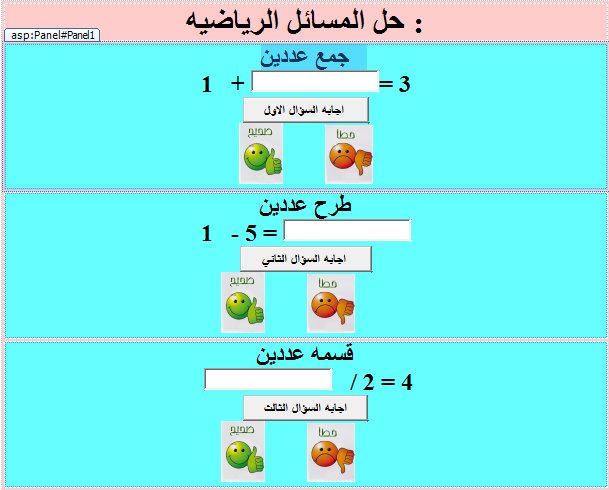 حل المسائل الرياضيه :
asp:Panel#Panel1
جمع عددين
1 + = 3
اجابه السؤال الاول
صحيح خطا
طرح عددين
1 - 5 =
اجابه السؤال الثاني
صحيح خطا
قسمه عددين
/ 2 = 4
اجابه السؤال الثالث
صحيح خطا